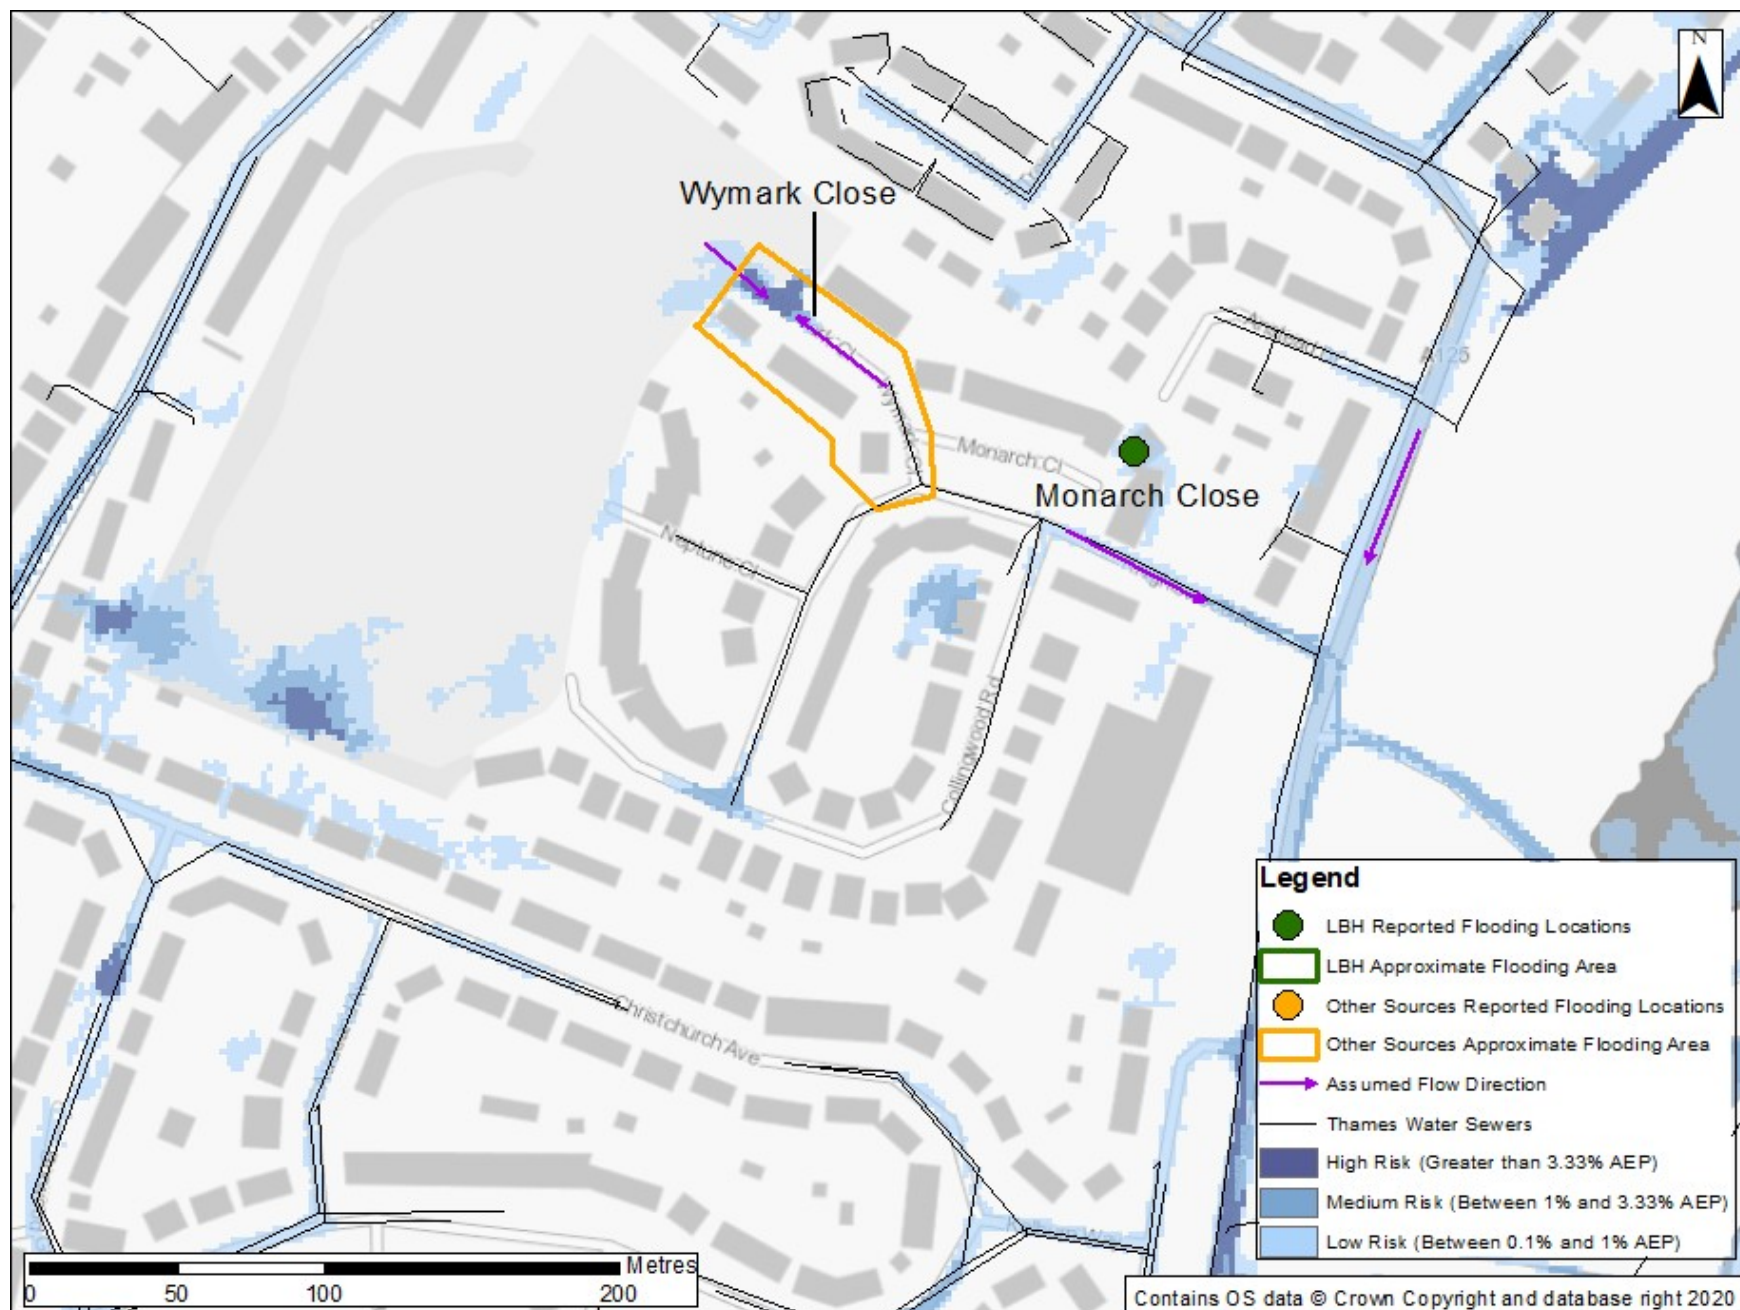 N
Wymark Close
A125
Wymark Cl
Monarch Cl
Monarch Close
Neptune Cl
Collingwood Rd
Christchurch Ave
Legend
LBH Reported Flooding Locations
LBH Approximate Flooding Area
Other Sources Reported Flooding Locations
Other Sources Approximate Flooding Area
Assumed Flow Direction
Thames Water Sewers
High Risk (Greater than 3.33% AEP)
Medium Risk (Between 1% and 3.33% AEP)
Low Risk (Between 0.1% and 1% AEP)
Metres
0 50 100 200
Contains OS data © Crown Copyright and database right 2020